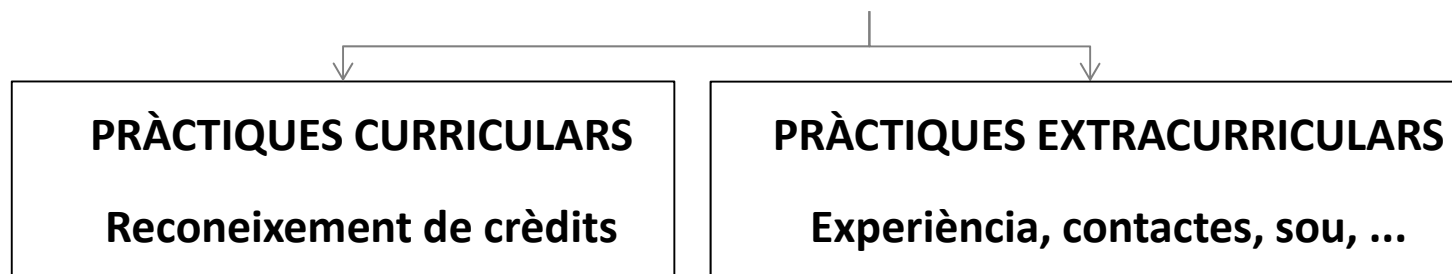 PRÀCTIQUES CURRICULARS
Reconeixement de crèdits
PRÀCTIQUES EXTRACURRICULARS
Experiència, contactes, sou, ...